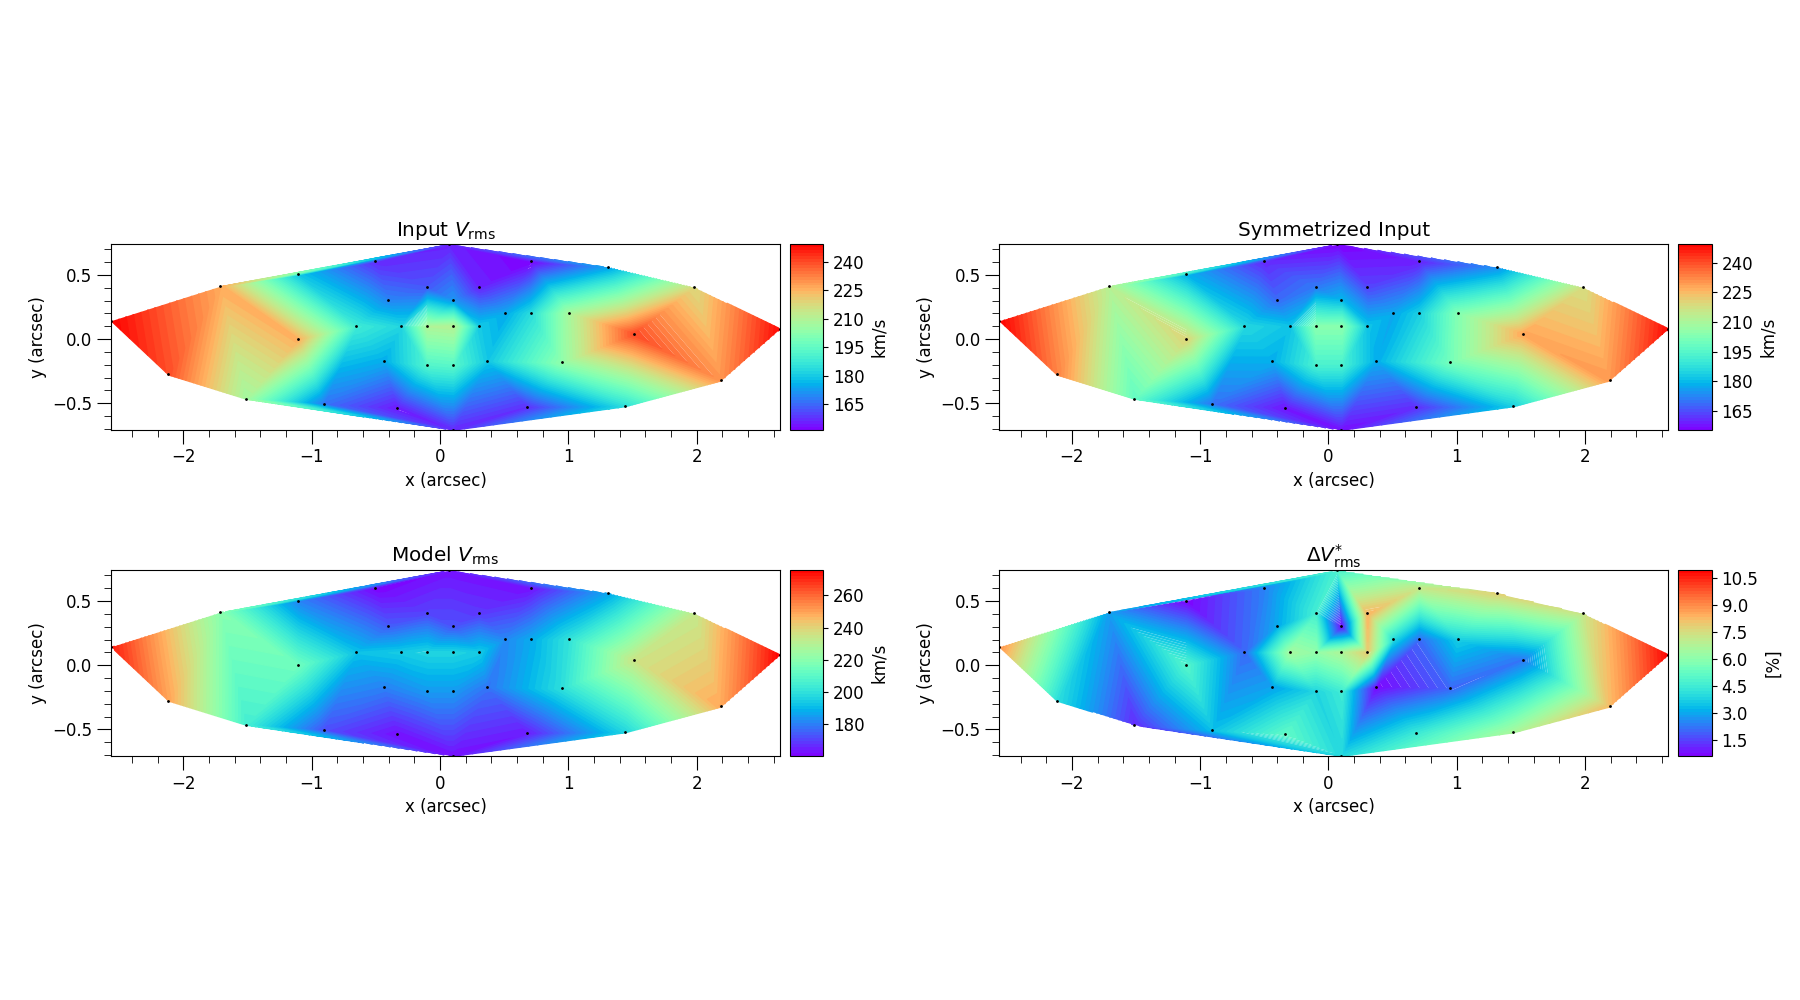 Input V_rms
Symmetrized Input
0.5
0.0
−0.5
y (arcsec)
−2 −1 0 1 2
x (arcsec)
240
225
210
195
180
165
km/s
0.5
0.0
−0.5
y (arcsec)
−2 −1 0 1 2
x (arcsec)
240
225
210
195
180
165
km/s
Model V_rms
ΔV*_rms
0.5
0.0
−0.5
y (arcsec)
−2 −1 0 1 2
x (arcsec)
260
240
220
200
180
km/s
0.5
0.0
−0.5
y (arcsec)
−2 −1 0 1 2
x (arcsec)
10.5
9.0
7.5
6.0
4.5
3.0
1.5
[%]